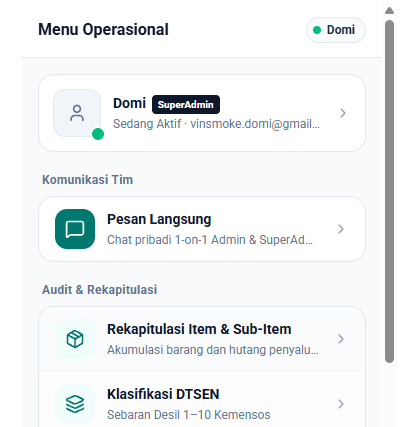 Menu Operasional
Domi
Domi SuperAdmin
Sedang Aktif · vinsmoke.domi@gmail...
Komunikasi Tim
Pesan Langsung
Chat pribadi 1-on-1 Admin & SuperAd...
Audit & Rekapitulasi
Rekapitulasi Item & Sub-Item
Akumulasi barang dan hutang penyalu...
Klasifikasi DTSEN
Sebaran Desil 1–10 Kemensos